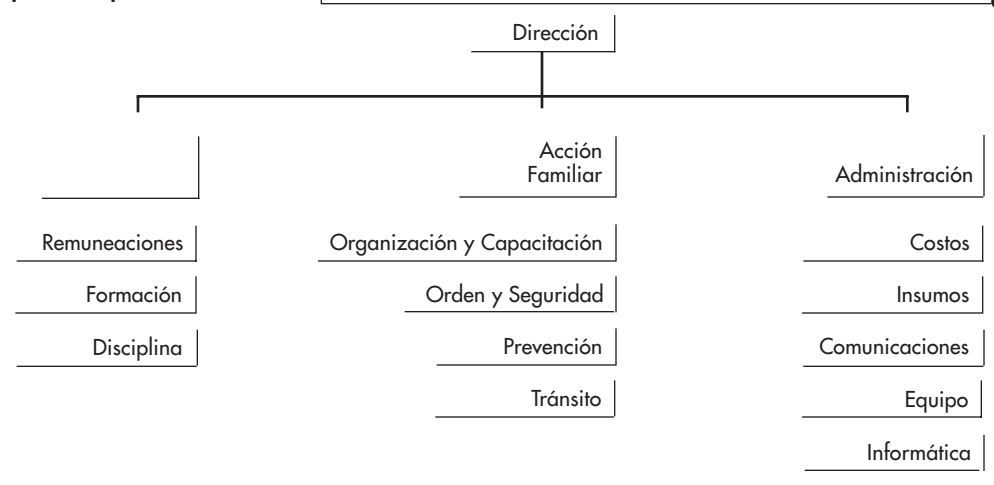 Dirección
Acción
Familiar
Administración
Remuneaciones
Organización y Capacitación
Costos
Formación
Orden y Seguridad
Insumos
Disciplina
Prevención
Comunicaciones
Tránsito
Equipo
Informática